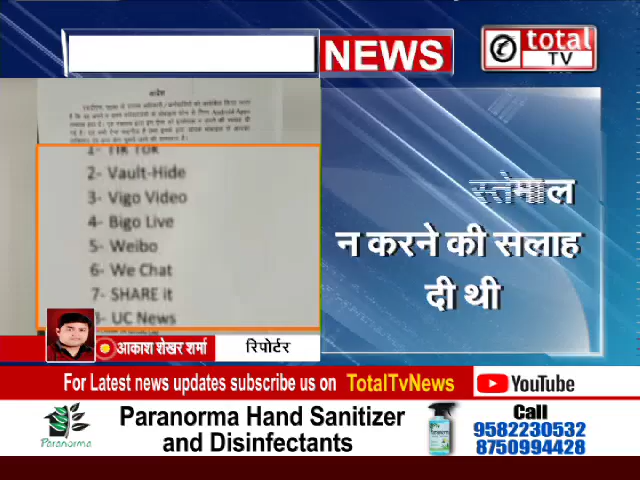 NEWS
total
TV
आदेश
1- TIK TOK
2- Vault-Hide
3- Vigo Video
4- Bigo Live
5- Weibo
6- We Chat
7- SHARE it
UC News
स्तेमाल
न करने की सलाह
दी थी
आकाश शेखर शर्मा
रिपोर्टर
For Latest news updates subscribe us on TotalTvNews YouTube
Paranorma
Paranorma Hand Sanitizer
and Disinfectants
Call
9582230532
8750994428